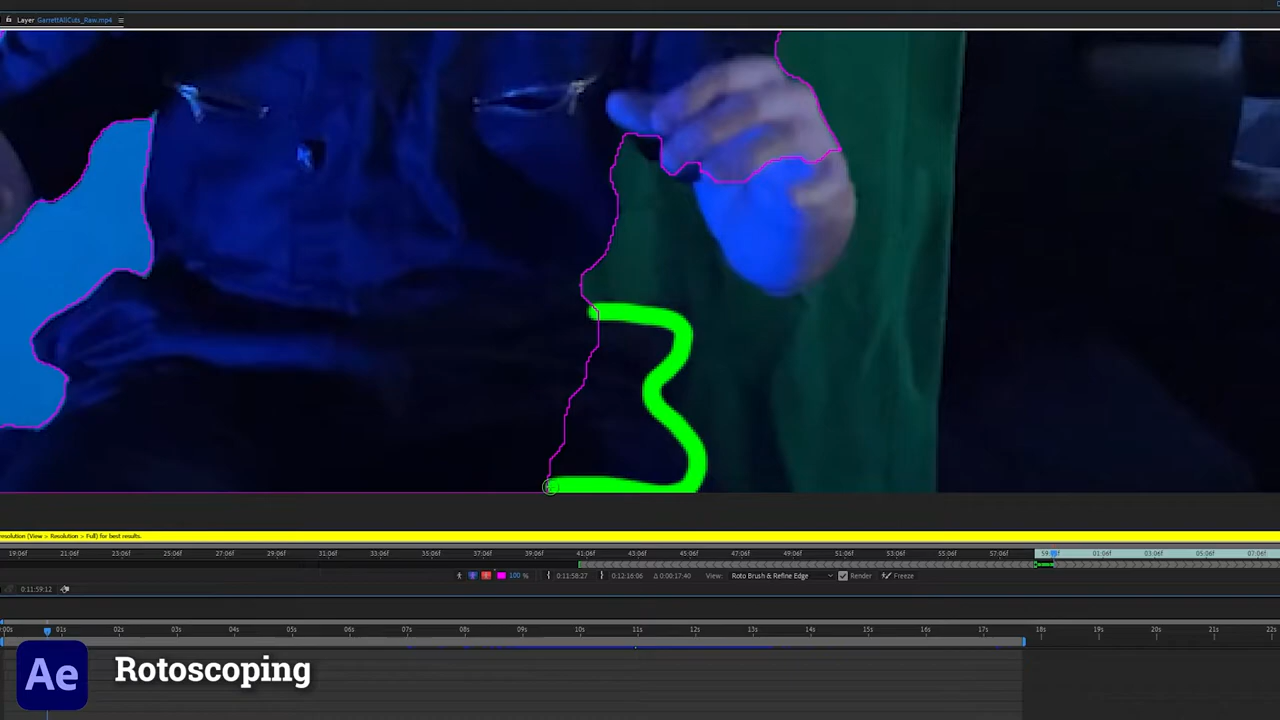 Layer GarrettAllCuts_Raw.mp4
resolution (View > Resolution > Full) for best results.
19:06f 21:06f 23:06f 25:06f 27:06f 29:06f 31:06f 33:06f 35:06f 37:06f 39:06f 41:06f 43:06f 45:06f 47:06f 49:06f 51:06f 53:06f 55:06f 57:06f 59: 01:06f 03:06f 05:06f 07:06f
100 % 0:11:58:27 0:12:16:06 Δ 0:00:17:40 View: Roto Brush & Refine Edge Render Freeze
0:11:59:12
:00s 01s 02s 03s 04s 05s 06s 07s 08s 09s 10s 11s 12s 13s 14s 15s 16s 17s 18s 19s 20s 21s 22s
Ae Rotoscoping